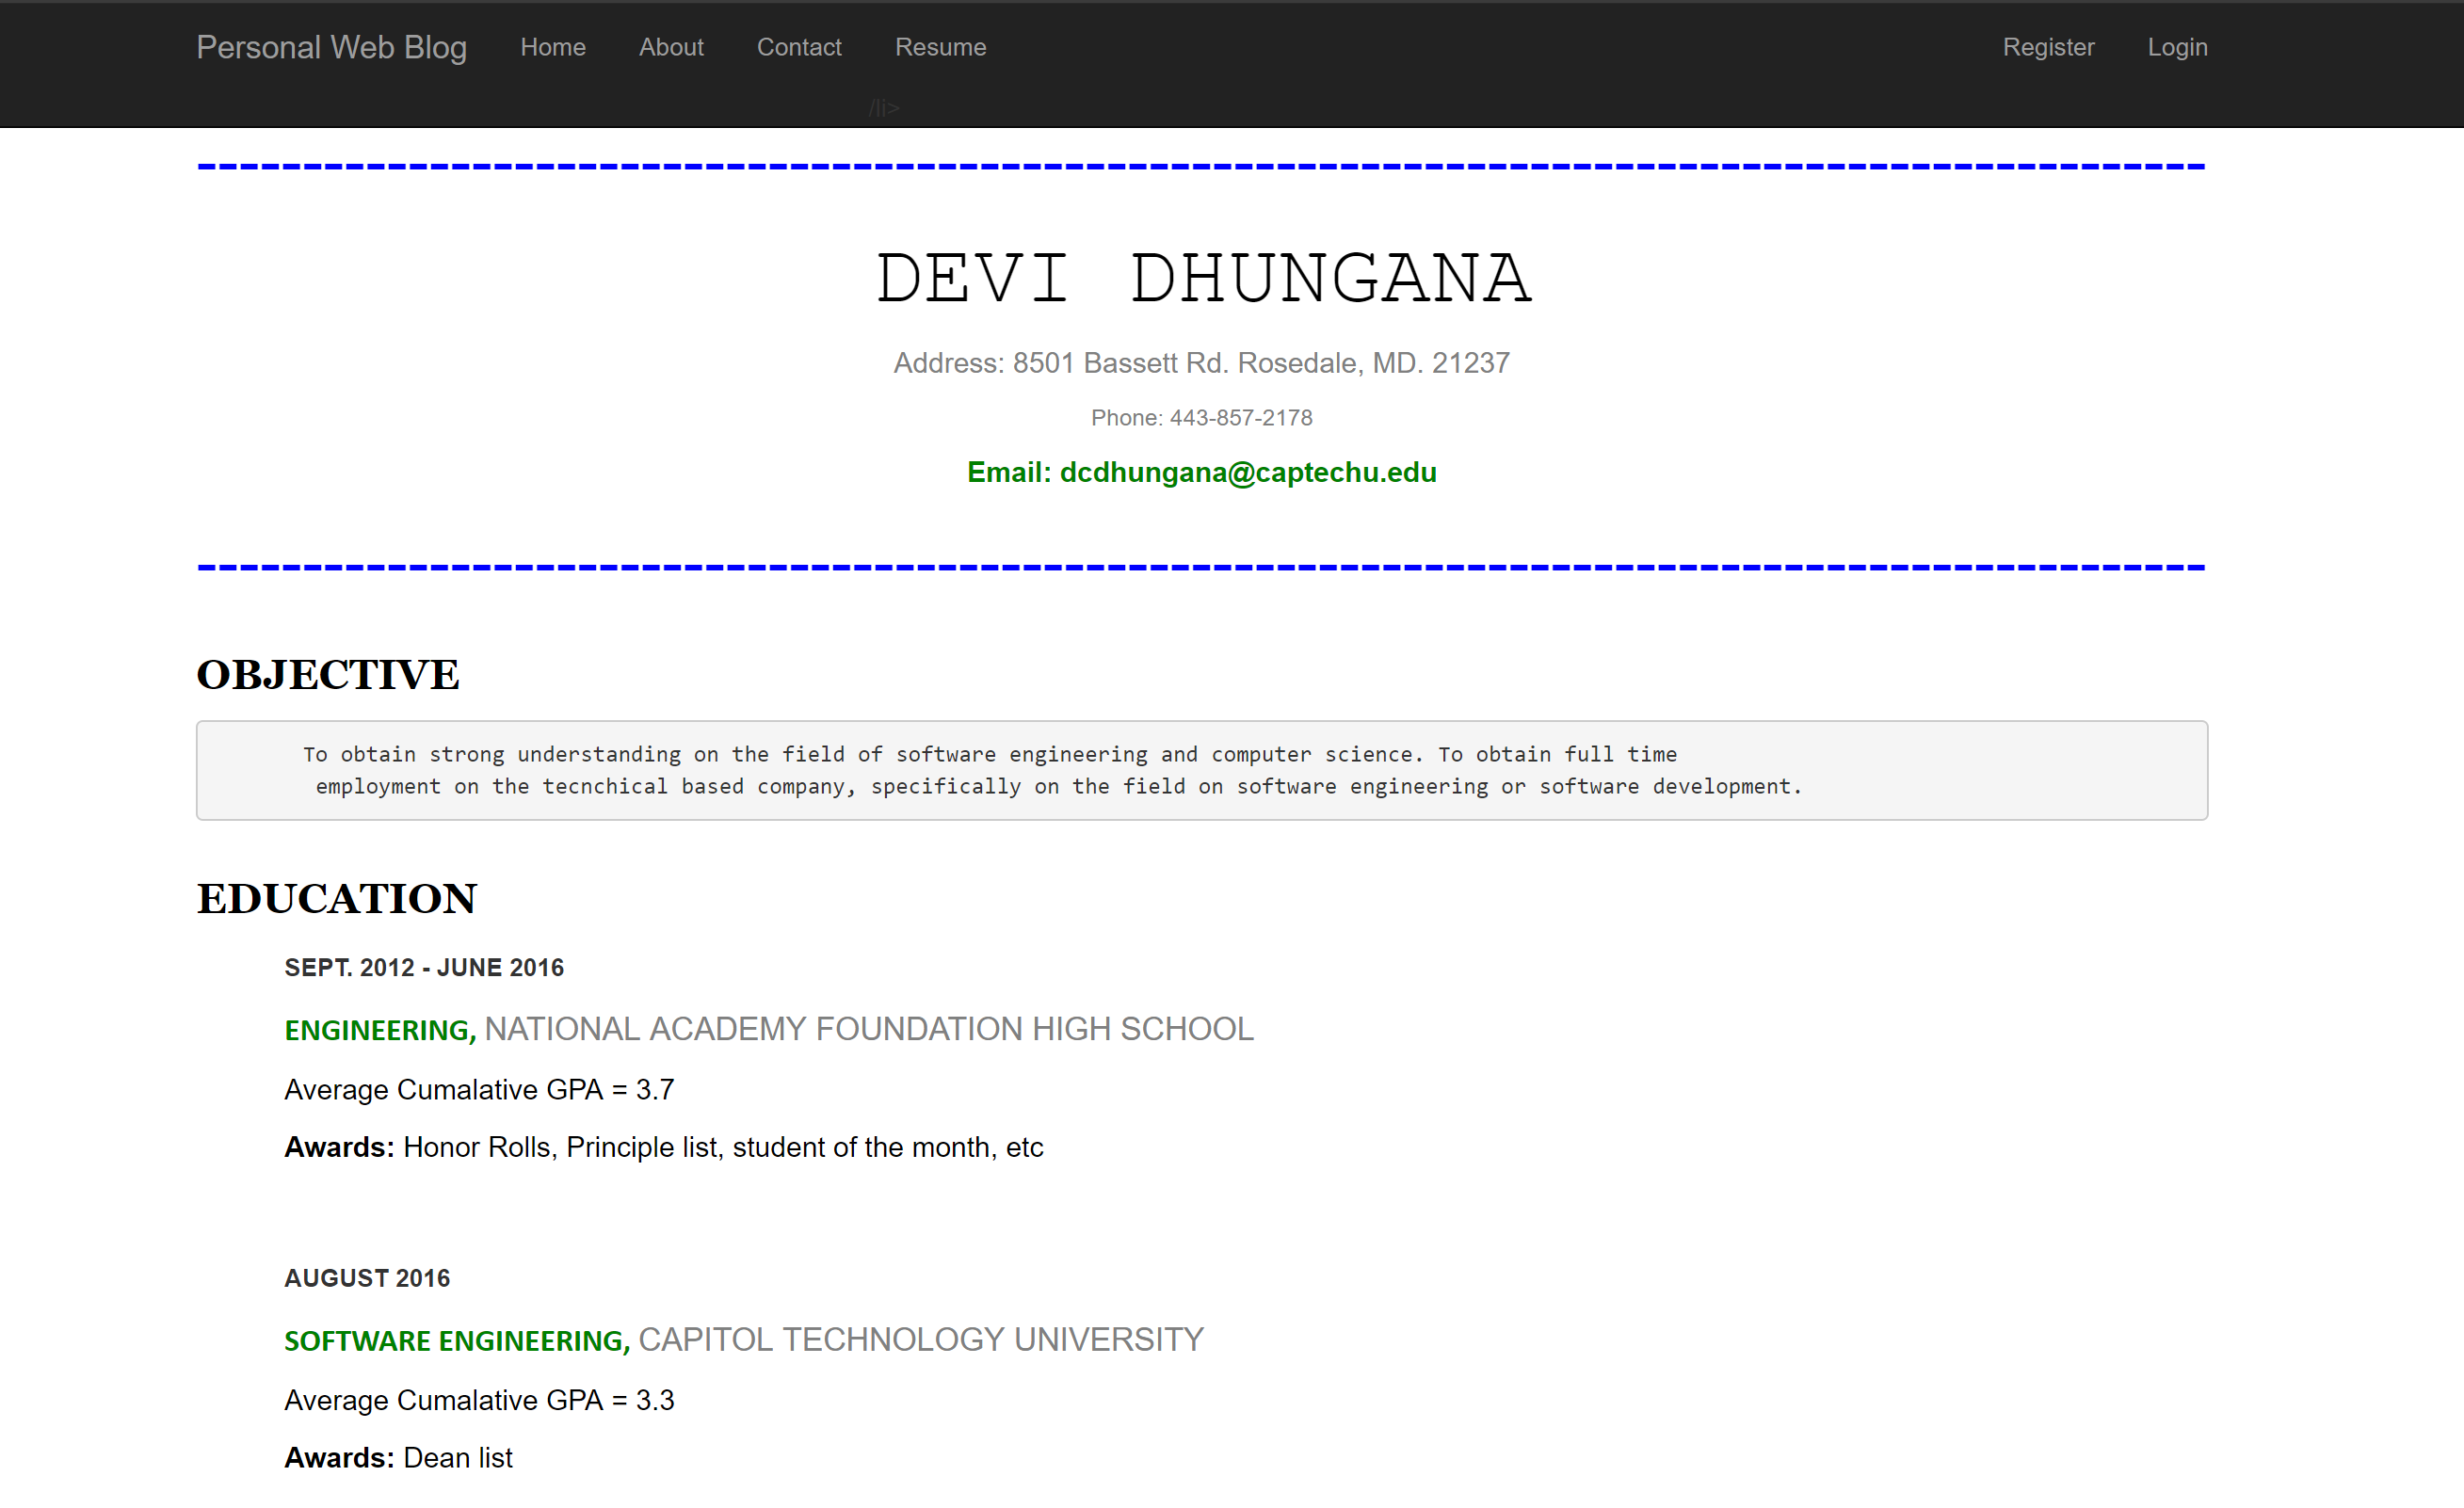 Personal Web Blog Home About Contact Resume Register Login
/li>
DEVI DHUNGANA
Address: 8501 Bassett Rd. Rosedale, MD. 21237
Phone: 443-857-2178
Email: dcdhungana@captechu.edu
OBJECTIVE
To obtain strong understanding on the field of software engineering and computer science. To obtain full time
employment on the tecnchical based company, specifically on the field on software engineering or software development.
EDUCATION
SEPT. 2012 - JUNE 2016
ENGINEERING, NATIONAL ACADEMY FOUNDATION HIGH SCHOOL
Average Cumalative GPA = 3.7
Awards: Honor Rolls, Principle list, student of the month, etc
AUGUST 2016
SOFTWARE ENGINEERING, CAPITOL TECHNOLOGY UNIVERSITY
Average Cumalative GPA = 3.3
Awards: Dean list